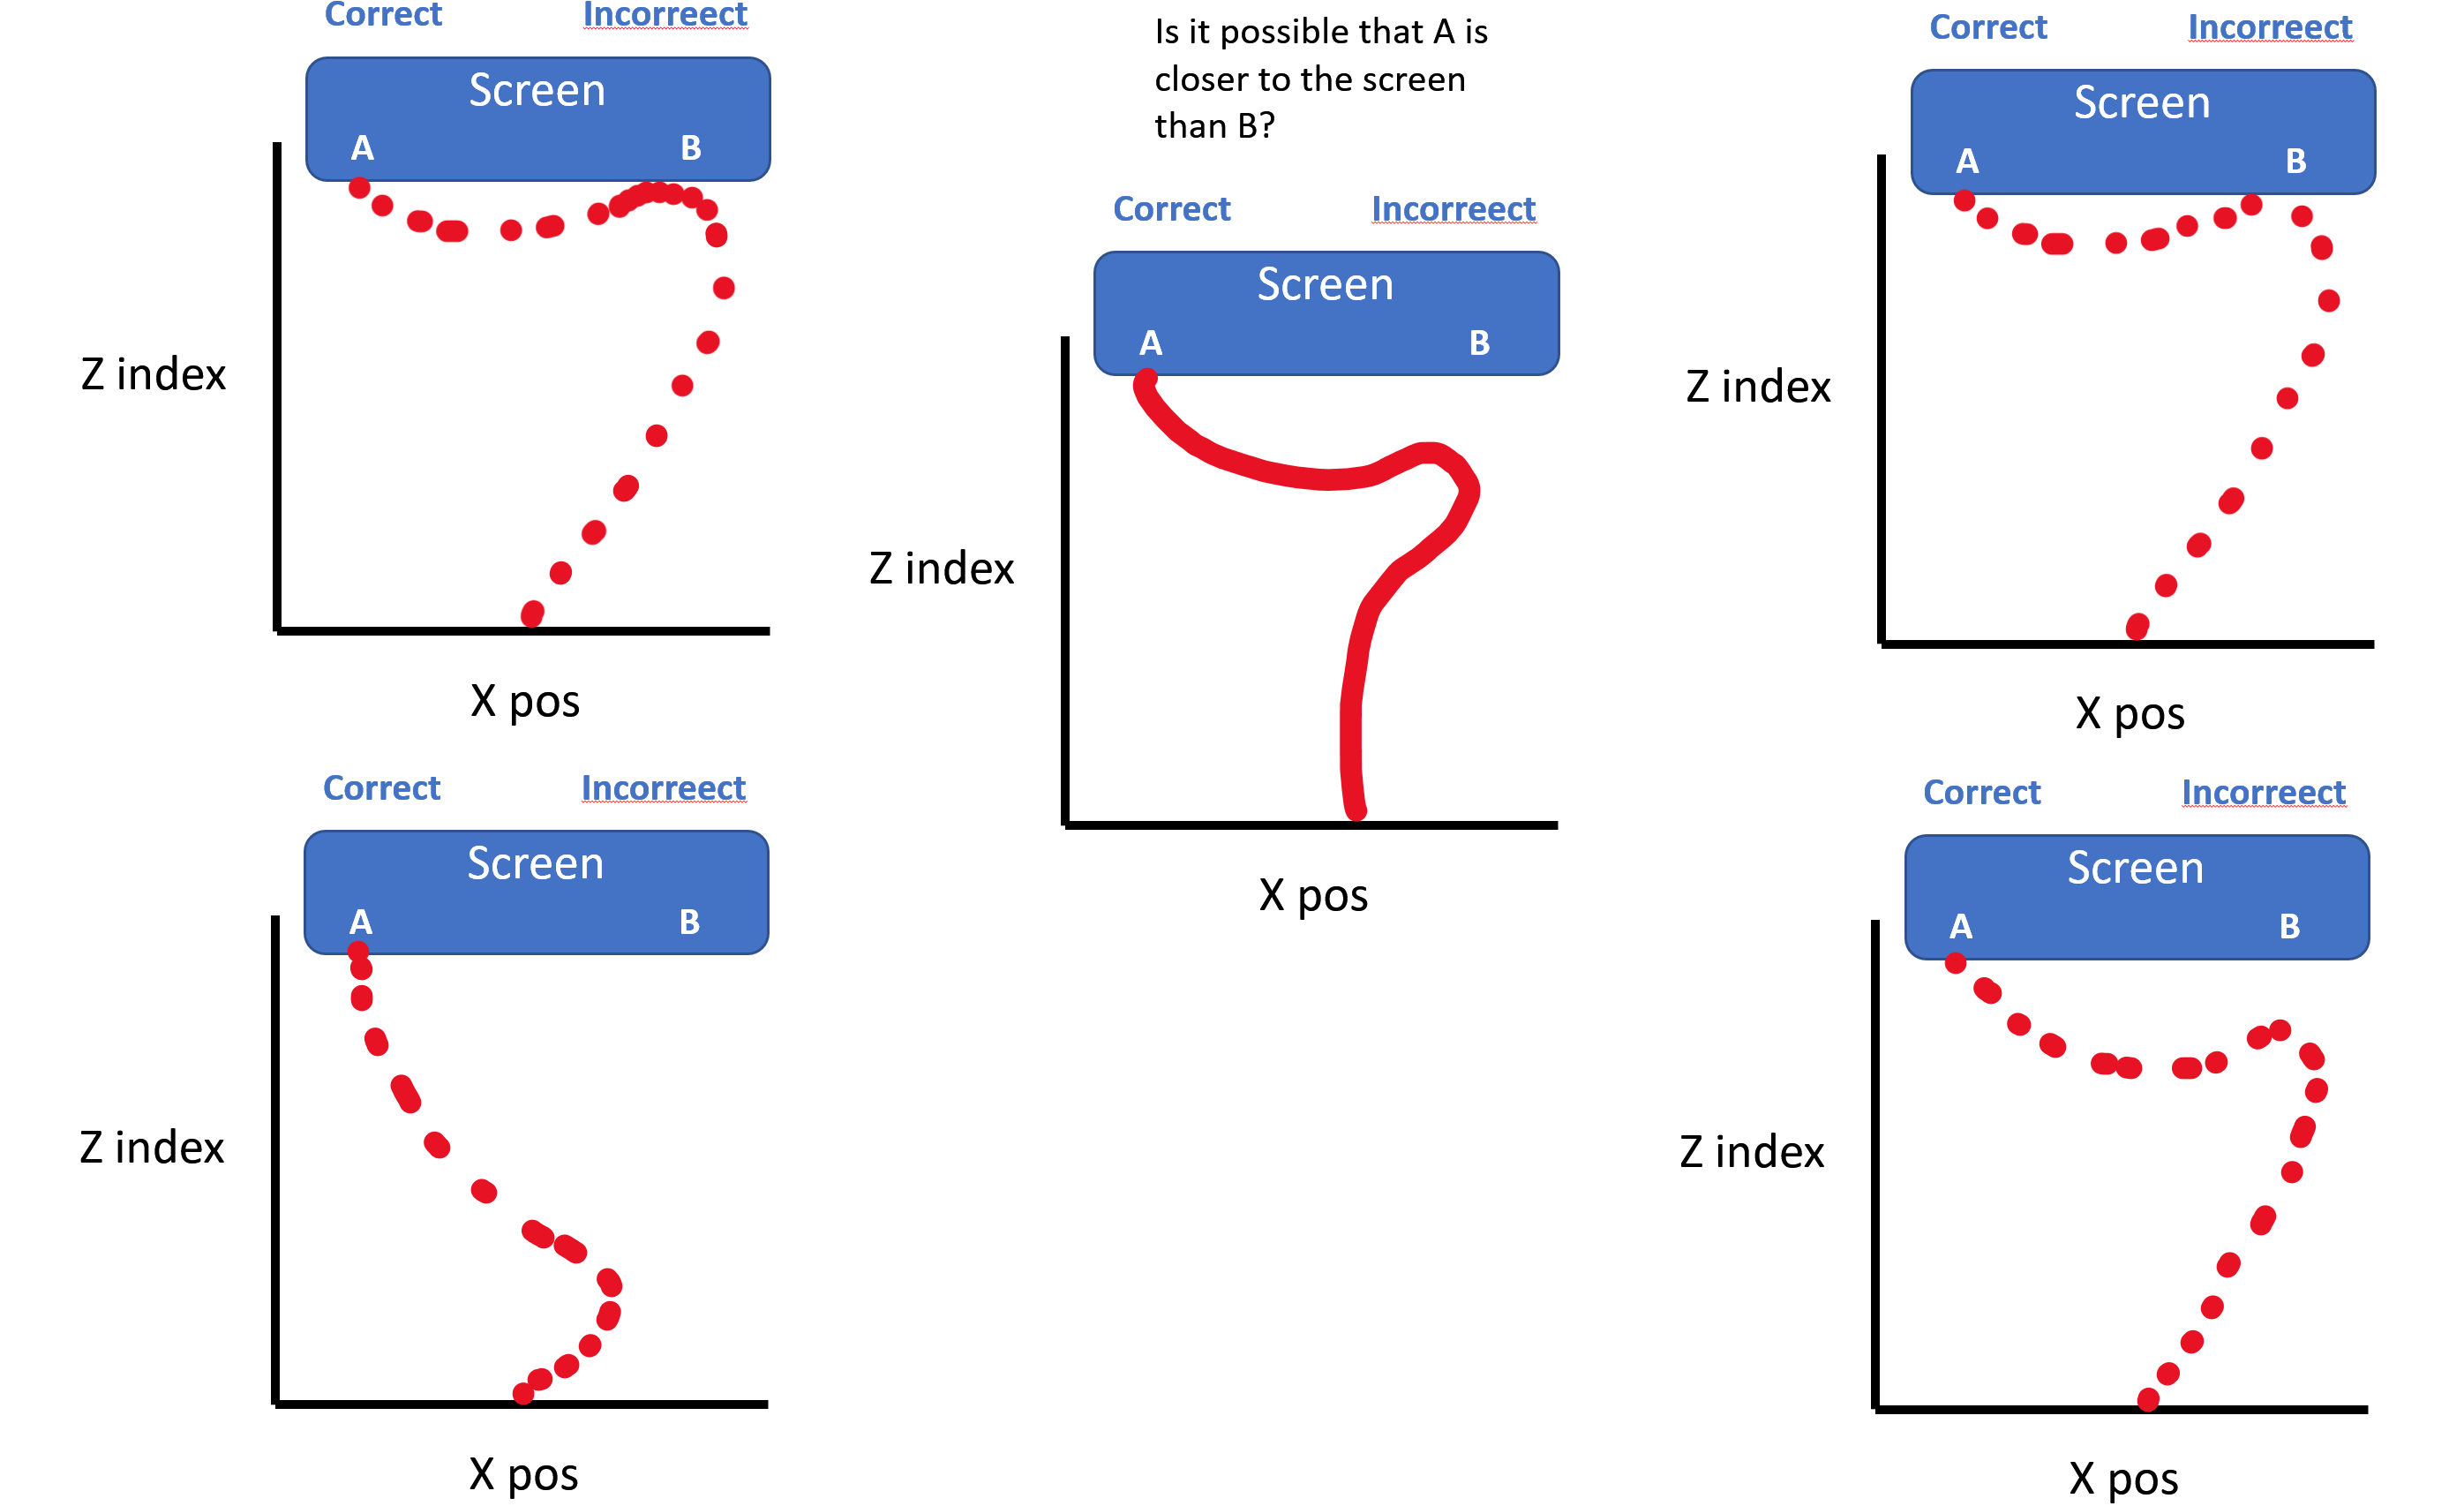 Correct Incorreect
Screen
A B
Z index
X pos
Is it possible that A is
closer to the screen
than B?
Correct Incorreect
Screen
A B
Z index
X pos
Correct Incorreect
Screen
A B
Z index
X pos
Correct Incorreect
Screen
A B
Z index
X pos
Correct Incorreect
Screen
A B
Z index
X pos